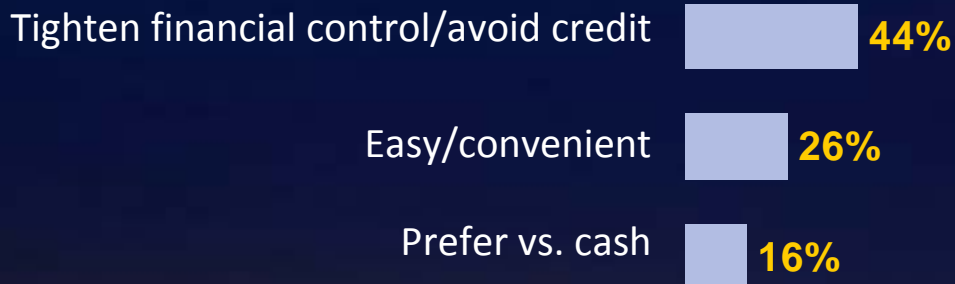 Tighten financial control/avoid credit 44%
Easy/convenient 26%
Prefer vs. cash 16%